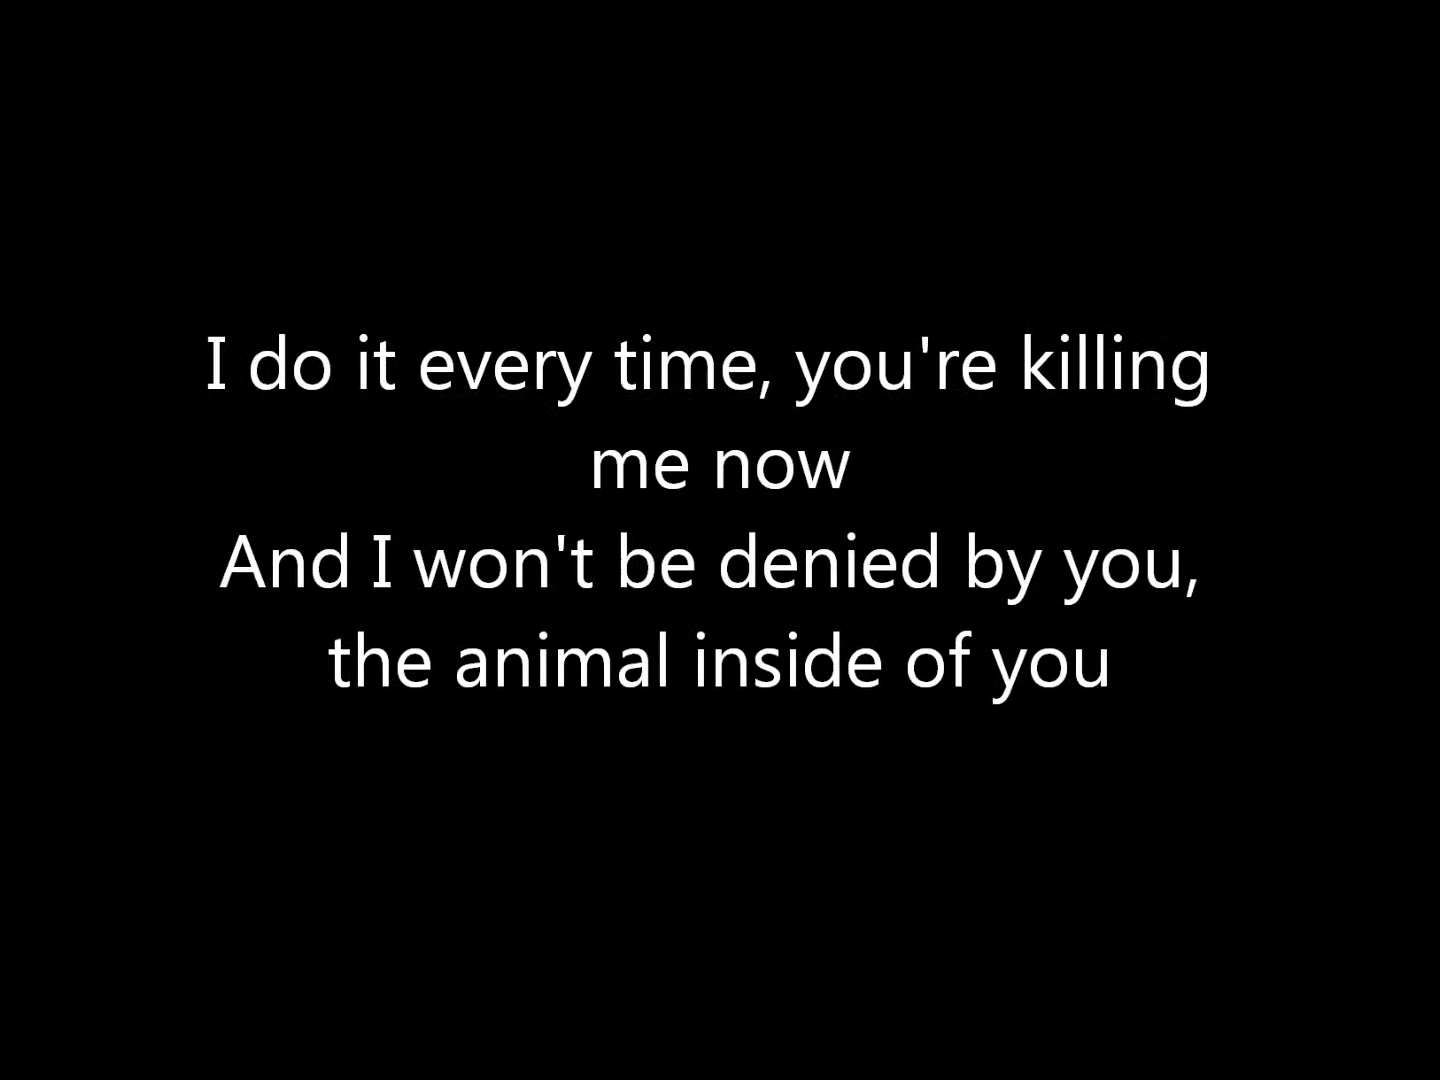 I do it every time, you're killing
me now
And I won't be denied by you,
the animal inside of you